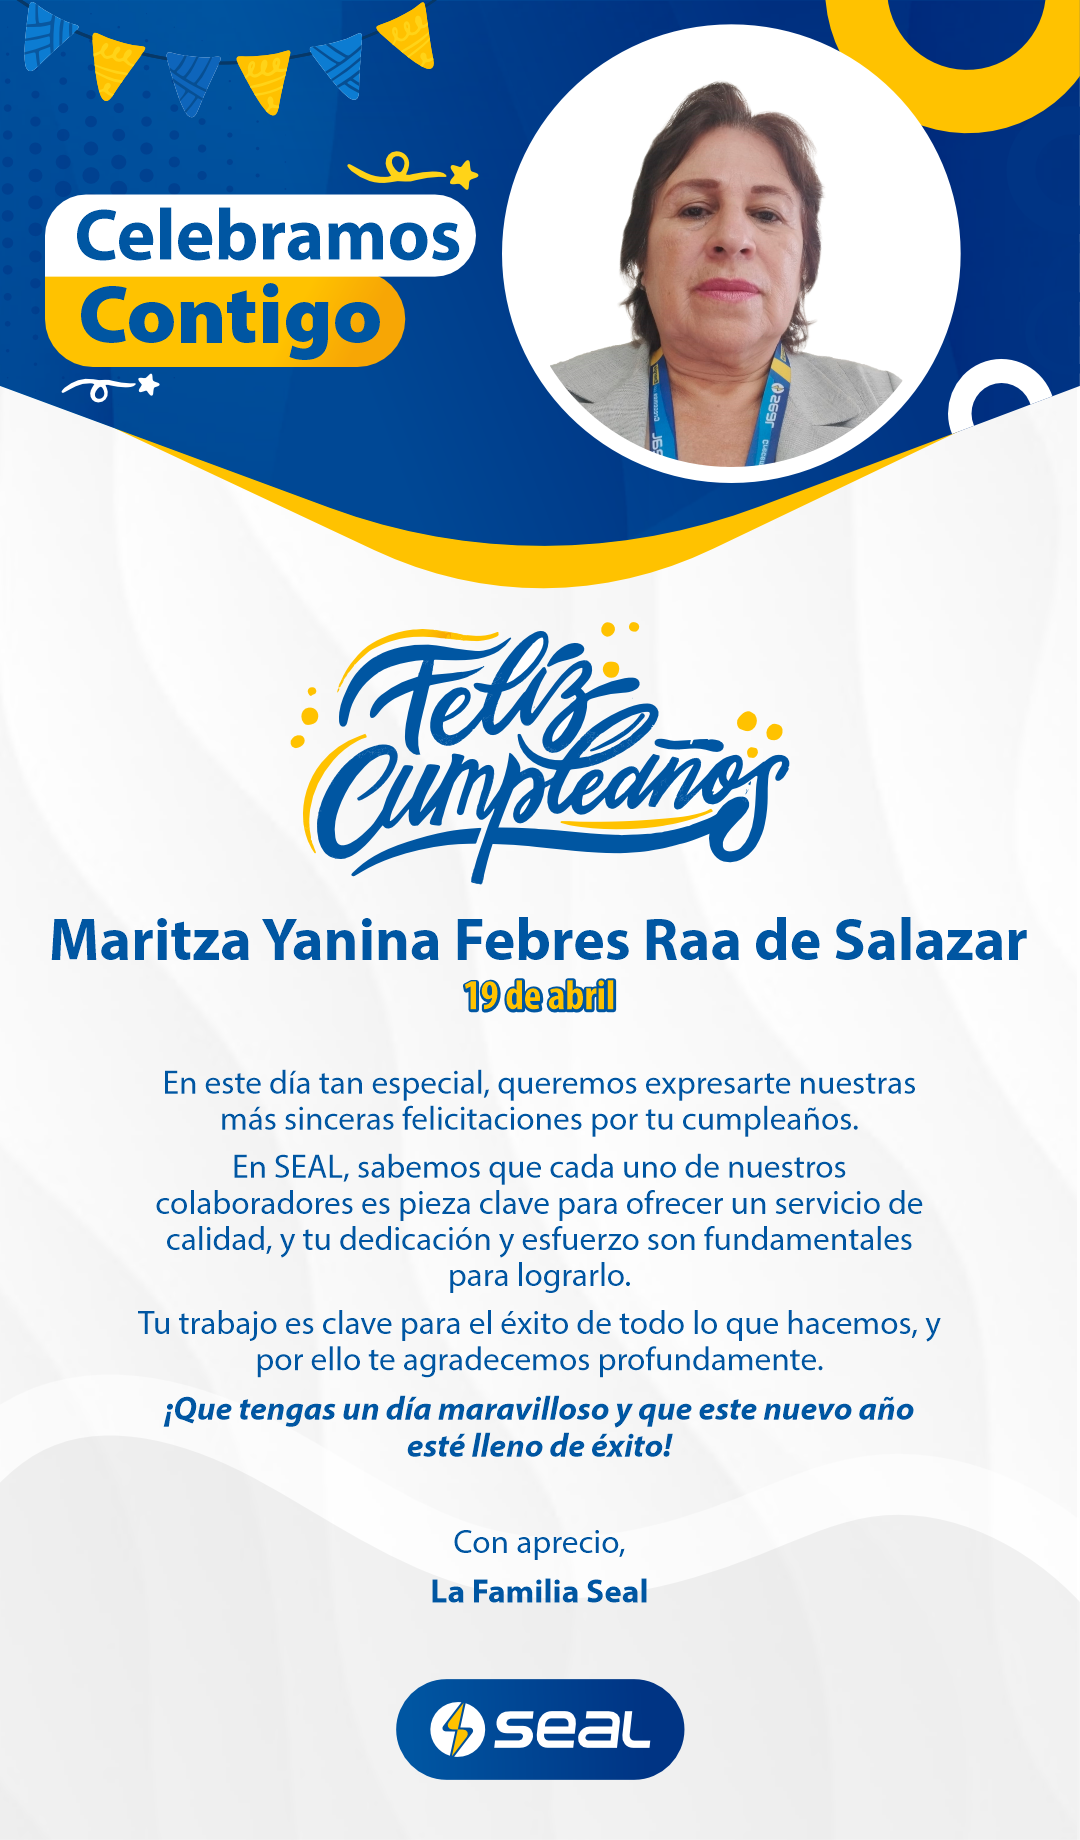 Celebramos
Contigo
seal
Feliz
Cumpleaños
Maritza Yanina Febres Raa de Salazar
19 de abril
En este día tan especial, queremos expresarte nuestras
más sinceras felicitaciones por tu cumpleaños.
En SEAL, sabemos que cada uno de nuestros
colaboradores es pieza clave para ofrecer un servicio de
calidad, y tu dedicación y esfuerzo son fundamentales
para lograrlo.
Tu trabajo es clave para el éxito de todo lo que hacemos, y
por ello te agradecemos profundamente.
¡Que tengas un día maravilloso y que este nuevo año
esté lleno de éxito!
Con aprecio,
La Familia Seal
seal